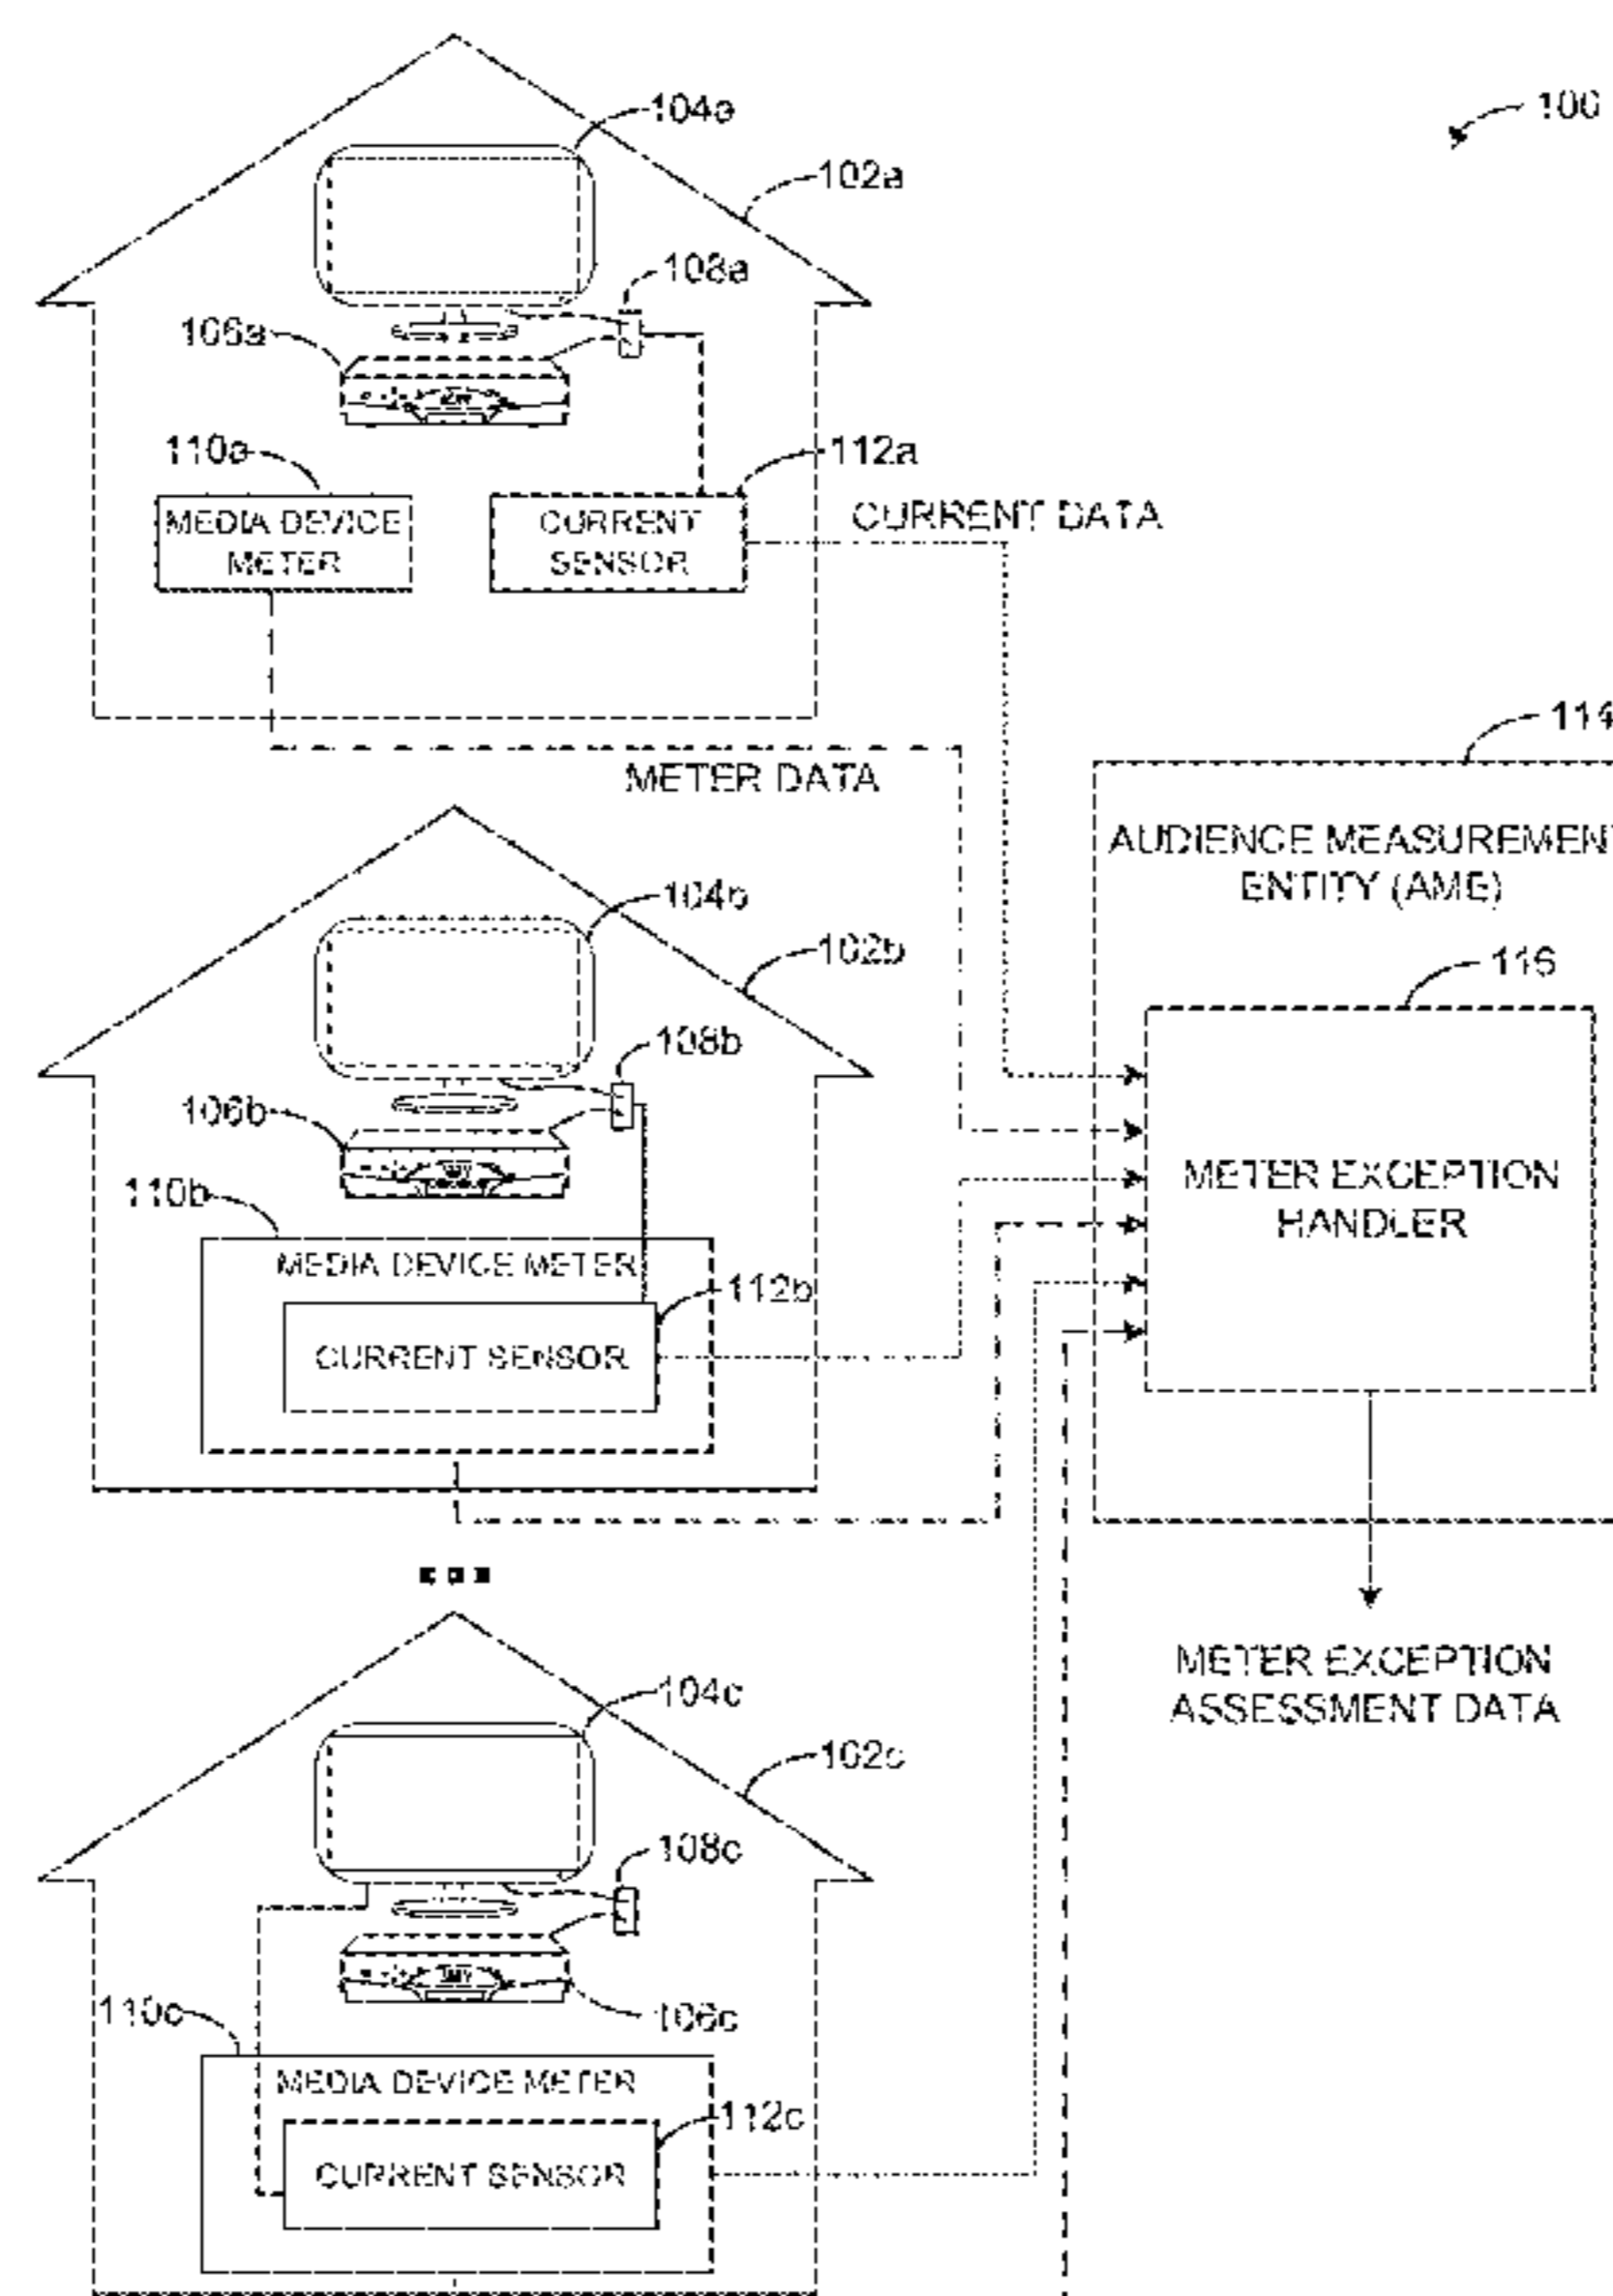 104a
100
102a
108a
106a
110a
112a
MEDIA DEVICE
METER
CURRENT
SENSOR
CURRENT DATA
METER DATA
114
AUDIENCE MEASUREMENT
ENTITY (AME)
104b
102b
116
108b
106b
110b
METER EXCEPTION
HANDLER
MEDIA DEVICE METER
112b
CURRENT SENSOR
METER EXCEPTION
ASSESSMENT DATA
104c
102c
108c
106c
110c
MEDIA DEVICE METER
112c
CURRENT SENSOR